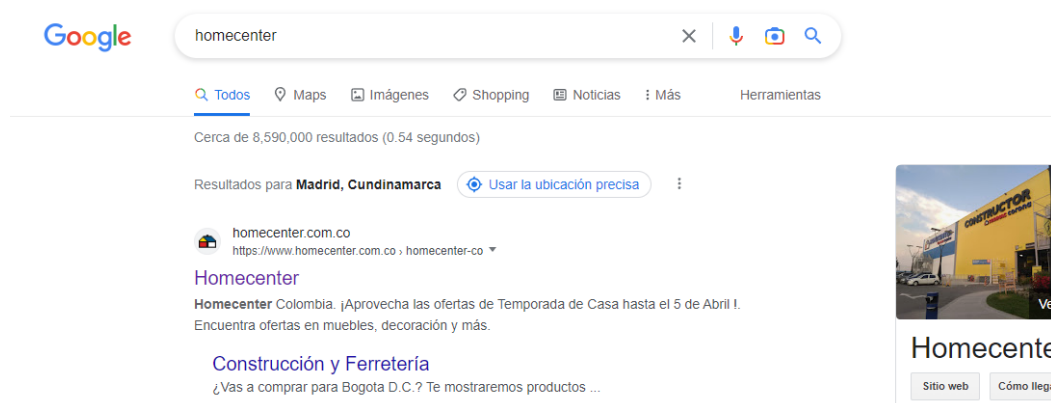 Google
homecenter
Todos
Maps
Imágenes
Shopping
Noticias
Más
Herramientas
Cerca de 8,590,000 resultados (0.54 segundos)
Resultados para Madrid, Cundinamarca
Usar la ubicación precisa
homecenter.com.co
https://www.homecenter.com.co › homecenter-co
Homecenter
Homecenter Colombia. ¡Aprovecha las ofertas de Temporada de Casa hasta el 5 de Abril !.
Encuentra ofertas en muebles, decoración y más.
Construcción y Ferretería
¿Vas a comprar para Bogota D.C.? Te mostraremos productos ...
CONSTRUCTOR
Ve
Homecente
Sitio web
Cómo llega